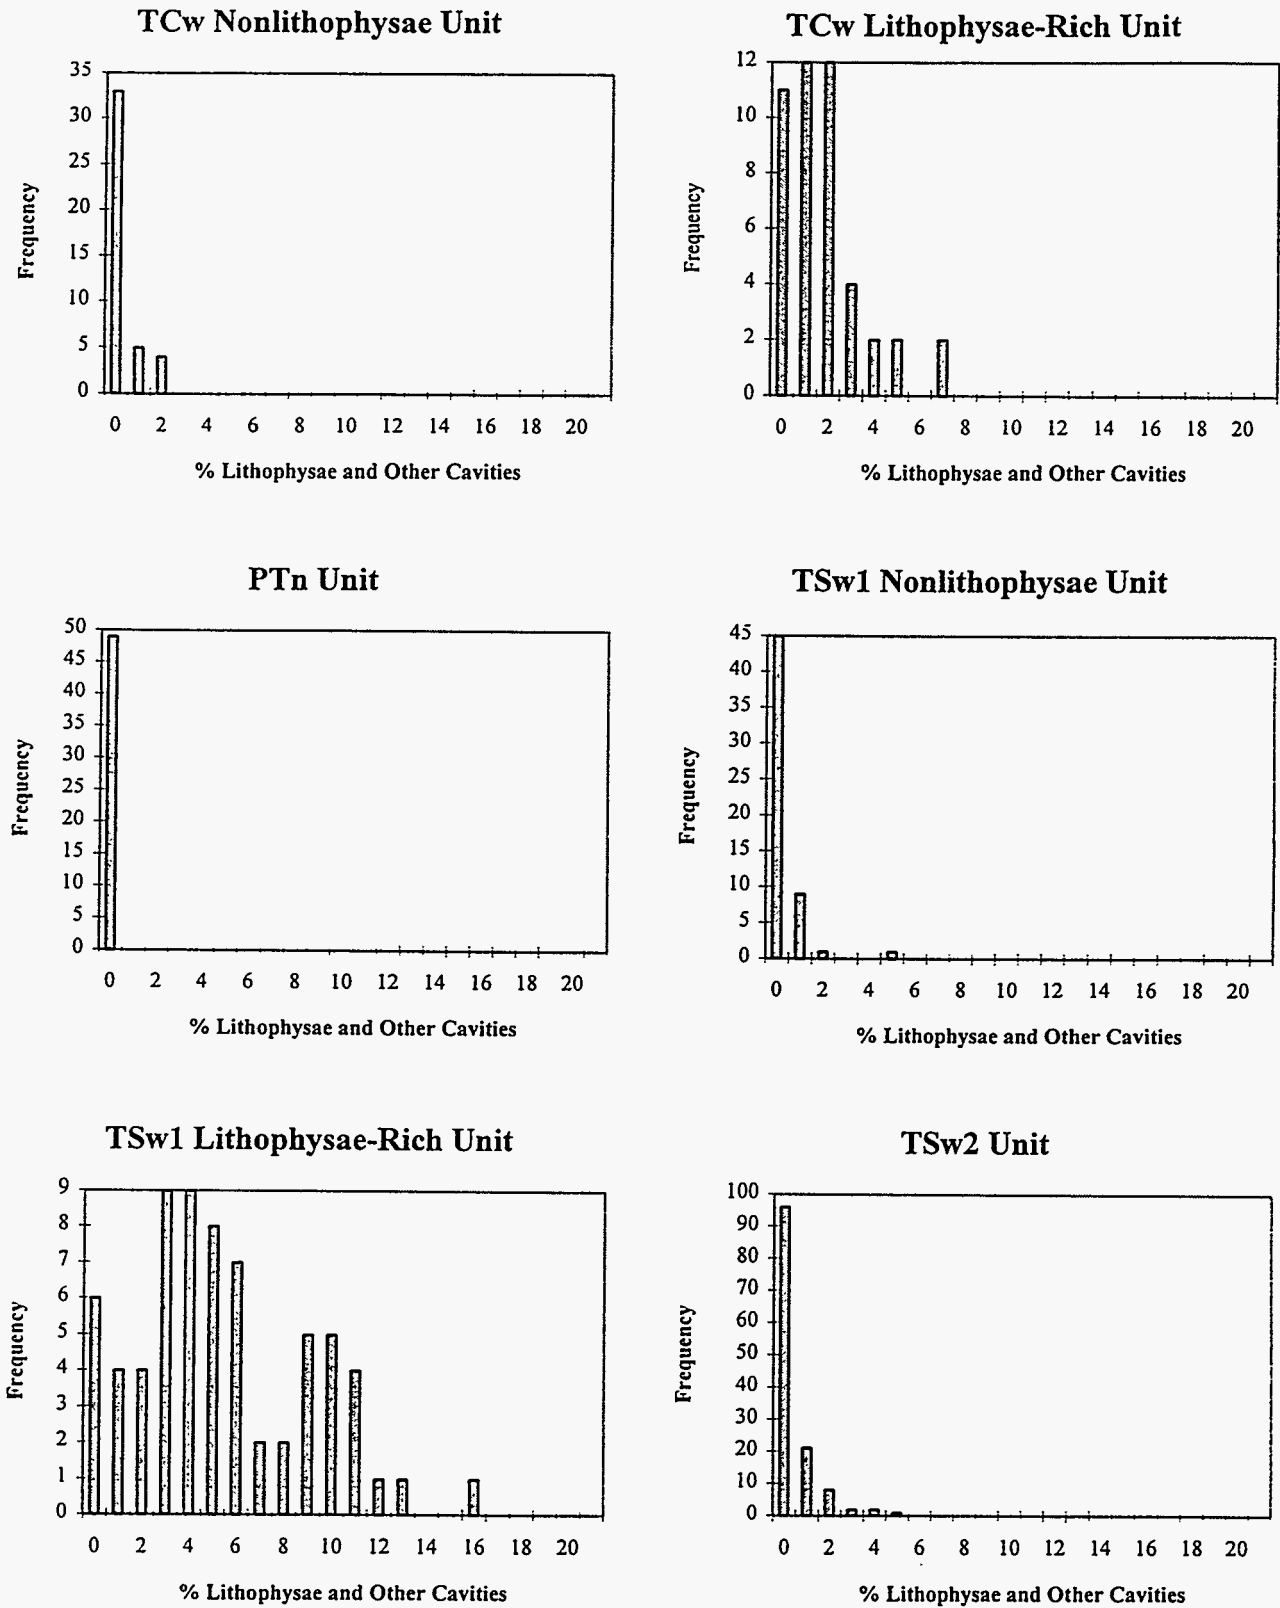 TCw Nonlithophysae Unit
35
30
25
20
15
10
5
0
Frequency
0 2 4 6 8 10 12 14 16 18 20
% Lithophysae and Other Cavities
TCw Lithophysae-Rich Unit
12
10
8
6
4
2
0
Frequency
0 2 4 6 8 10 12 14 16 18 20
% Lithophysae and Other Cavities
PTn Unit
50
45
40
35
30
25
20
15
10
5
0
Frequency
0 2 4 6 8 10 12 14 16 18 20
% Lithophysae and Other Cavities
TSw1 Nonlithophysae Unit
45
40
35
30
25
20
15
10
5
0
Frequency
0 2 4 6 8 10 12 14 16 18 20
% Lithophysae and Other Cavities
TSw1 Lithophysae-Rich Unit
9
8
7
6
5
4
3
2
1
0
Frequency
0 2 4 6 8 10 12 14 16 18 20
% Lithophysae and Other Cavities
TSw2 Unit
100
90
80
70
60
50
40
30
20
10
0
Frequency
0 2 4 6 8 10 12 14 16 18 20
% Lithophysae and Other Cavities